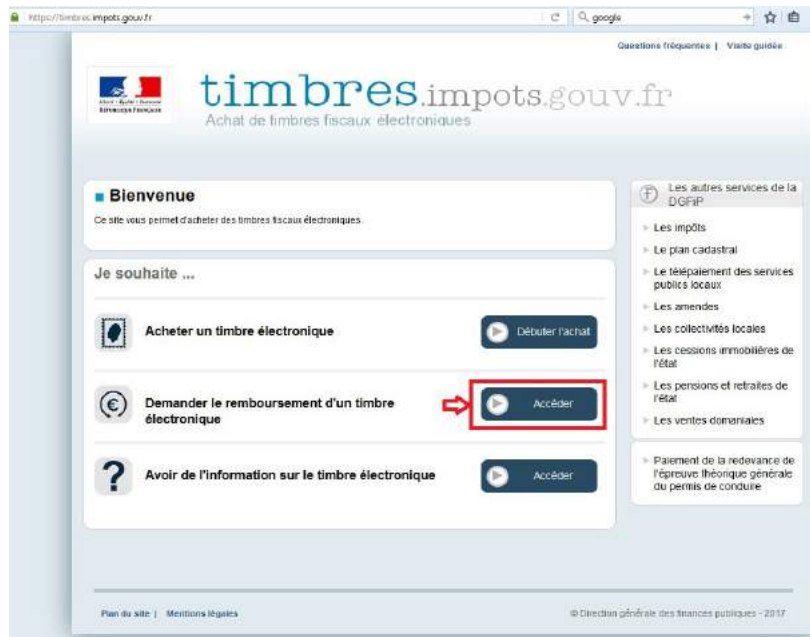 https://timbres.impots.gouv.fr
google
Questions fréquentes | Visite guidée
Liberté • Égalité • Fraternité
RÉPUBLIQUE FRANÇAISE
timbres.impots.gouv.fr
Achat de timbres fiscaux électroniques
Bienvenue
Ce site vous permet d'acheter des timbres fiscaux électroniques.
Je souhaite ...
Acheter un timbre électronique
Débuter l'achat
Demander le remboursement d'un timbre
électronique
Accéder
Avoir de l'information sur le timbre électronique
Accéder
Les autres services de la
DGFiP
Les impôts
Le plan cadastral
Le télépaiement des services
publics locaux
Les amendes
Les collectivités locales
Les cessions immobilières de
l'état
Les pensions et retraites de
l'état
Les ventes domaniales
Paiement de la redevance de
l'épreuve théorique générale
du permis de conduire
Plan du site | Mentions légales
© Direction générale des finances publiques - 2017